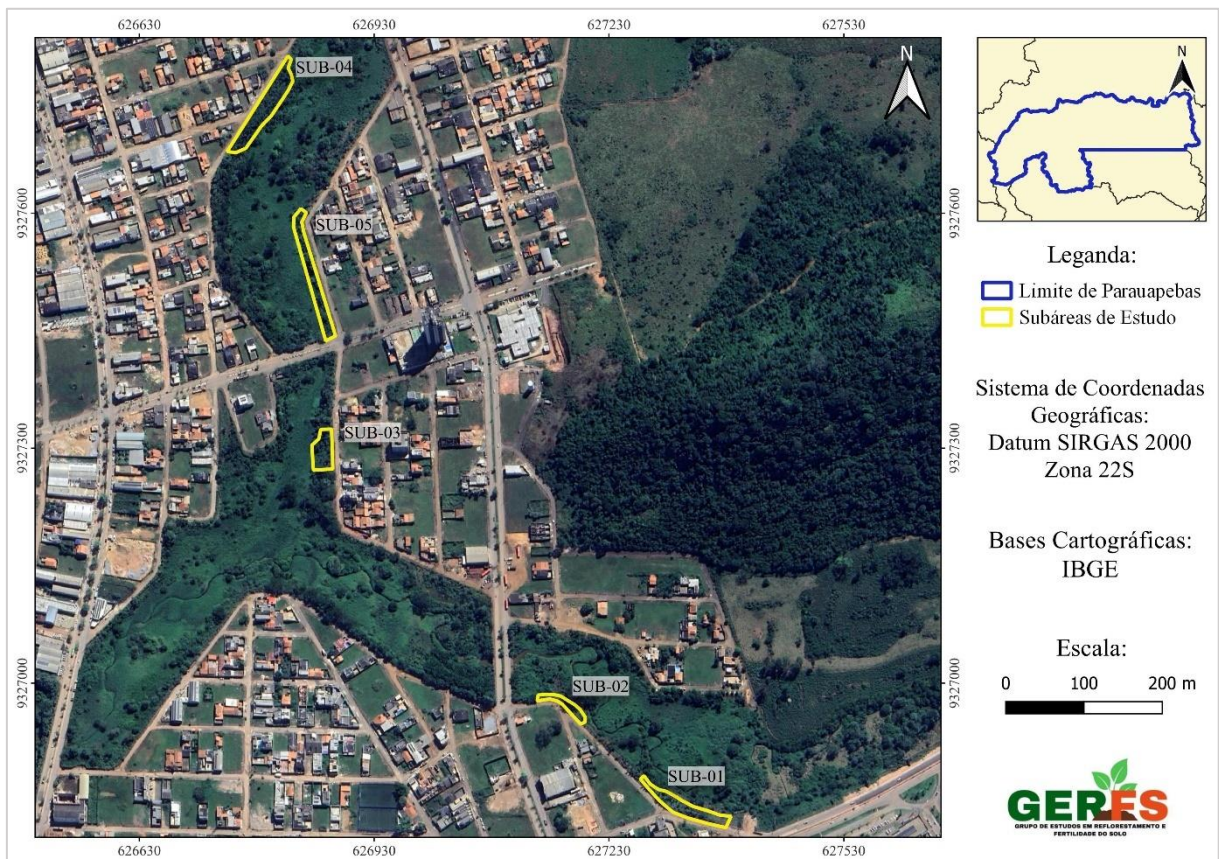 626630 626930 627230 627530
N
SUB-04
9327600
SUB-05
9327600
9327300
SUB-03
9327300
9327000
SUB-02
9327000
SUB-01
626630 626930 627230 627530
N
Leganda:
Limite de Parauapebas
Subáreas de Estudo
Sistema de Coordenadas
Geográficas:
Datum SIRGAS 2000
Zona 22S
Bases Cartográficas:
IBGE
Escala:
0 100 200 m
GERFS
GRUPO DE ESTUDOS EM REFLORESTAMENTO E
FERTILIDADE DO SOLO